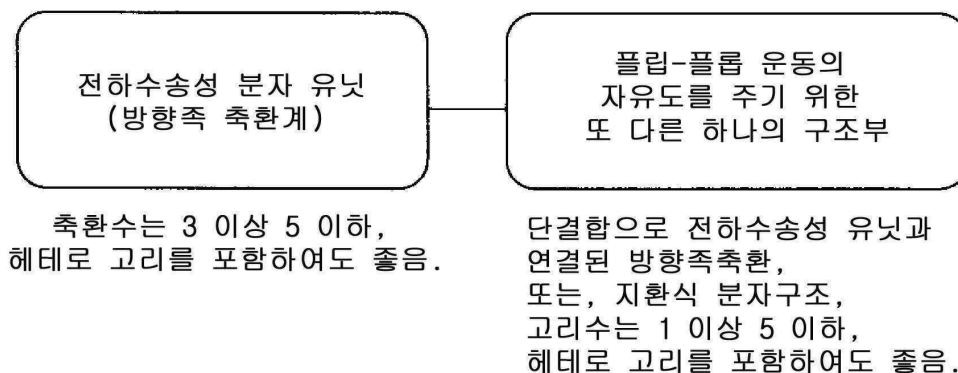 전하수송성 분자 유닛
(방향족 축환계)
플립-플롭 운동의
자유도를 주기 위한
또 다른 하나의 구조부
축환수는 3 이상 5 이하,
헤테로 고리를 포함하여도 좋음.
단결합으로 전하수송성 유닛과
연결된 방향족축환,
또는, 지환식 분자구조,
고리수는 1 이상 5 이하,
헤테로 고리를 포함하여도 좋음.